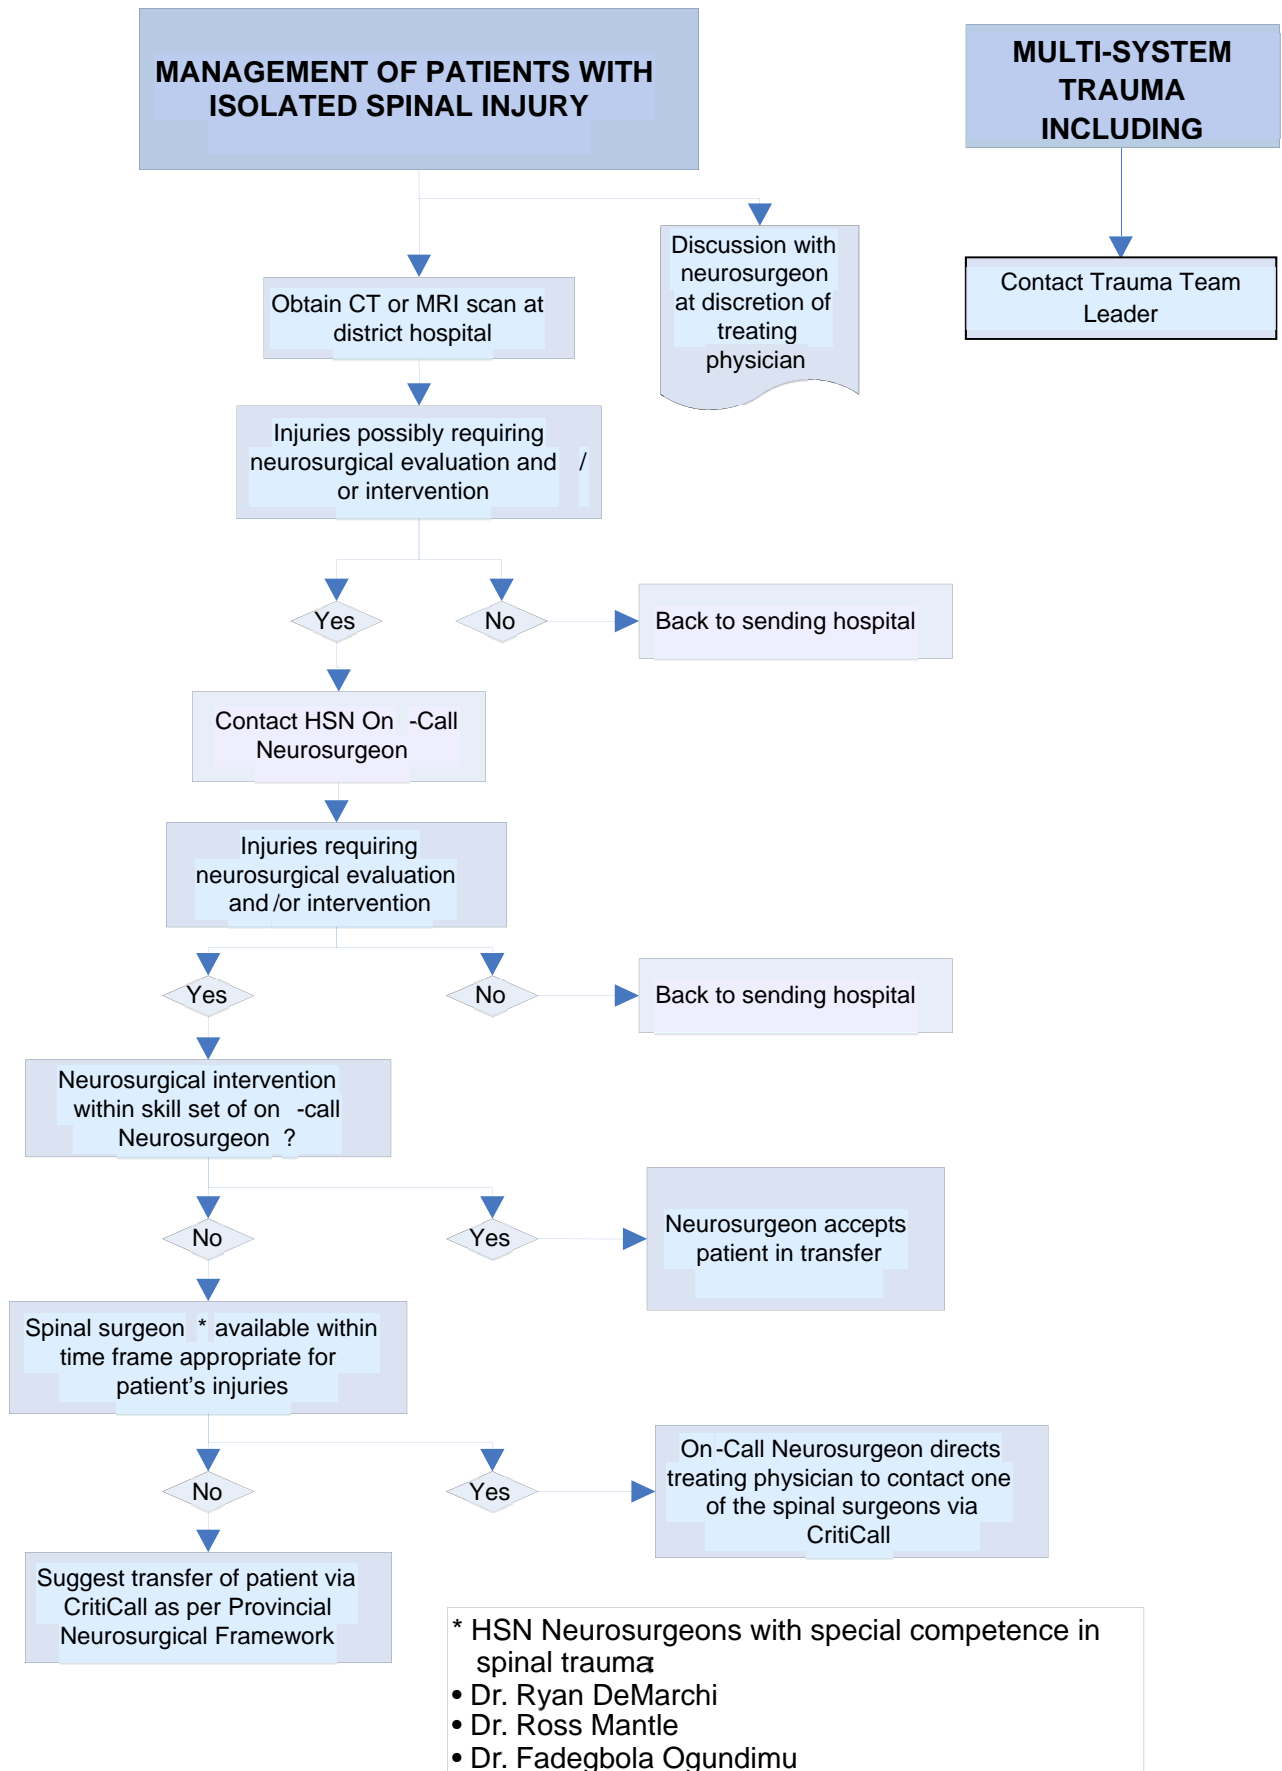 MANAGEMENT OF PATIENTS WITH
ISOLATED SPINAL INJURY
MULTI-SYSTEM
TRAUMA
INCLUDING
Discussion with
neurosurgeon
at discretion of
treating
physician
Contact Trauma Team
Leader
Obtain CT or MRI scan at
district hospital
Injuries possibly requiring
neurosurgical evaluation and /
or intervention
Yes
No
Back to sending hospital
Contact HSN On -Call
Neurosurgeon
Injuries requiring
neurosurgical evaluation
and /or intervention
Yes
No
Back to sending hospital
Neurosurgical intervention
within skill set of on -call
Neurosurgeon ?
No
Yes
Neurosurgeon accepts
patient in transfer
Spinal surgeon * available within
time frame appropriate for
patient's injuries
No
Yes
On-Call Neurosurgeon directs
treating physician to contact one
of the spinal surgeons via
CritiCall
Suggest transfer of patient via
CritiCall as per Provincial
Neurosurgical Framework
* HSN Neurosurgeons with special competence in
spinal trauma:
• Dr. Ryan DeMarchi
• Dr. Ross Mantle
• Dr. Fadegbola Ogundimu